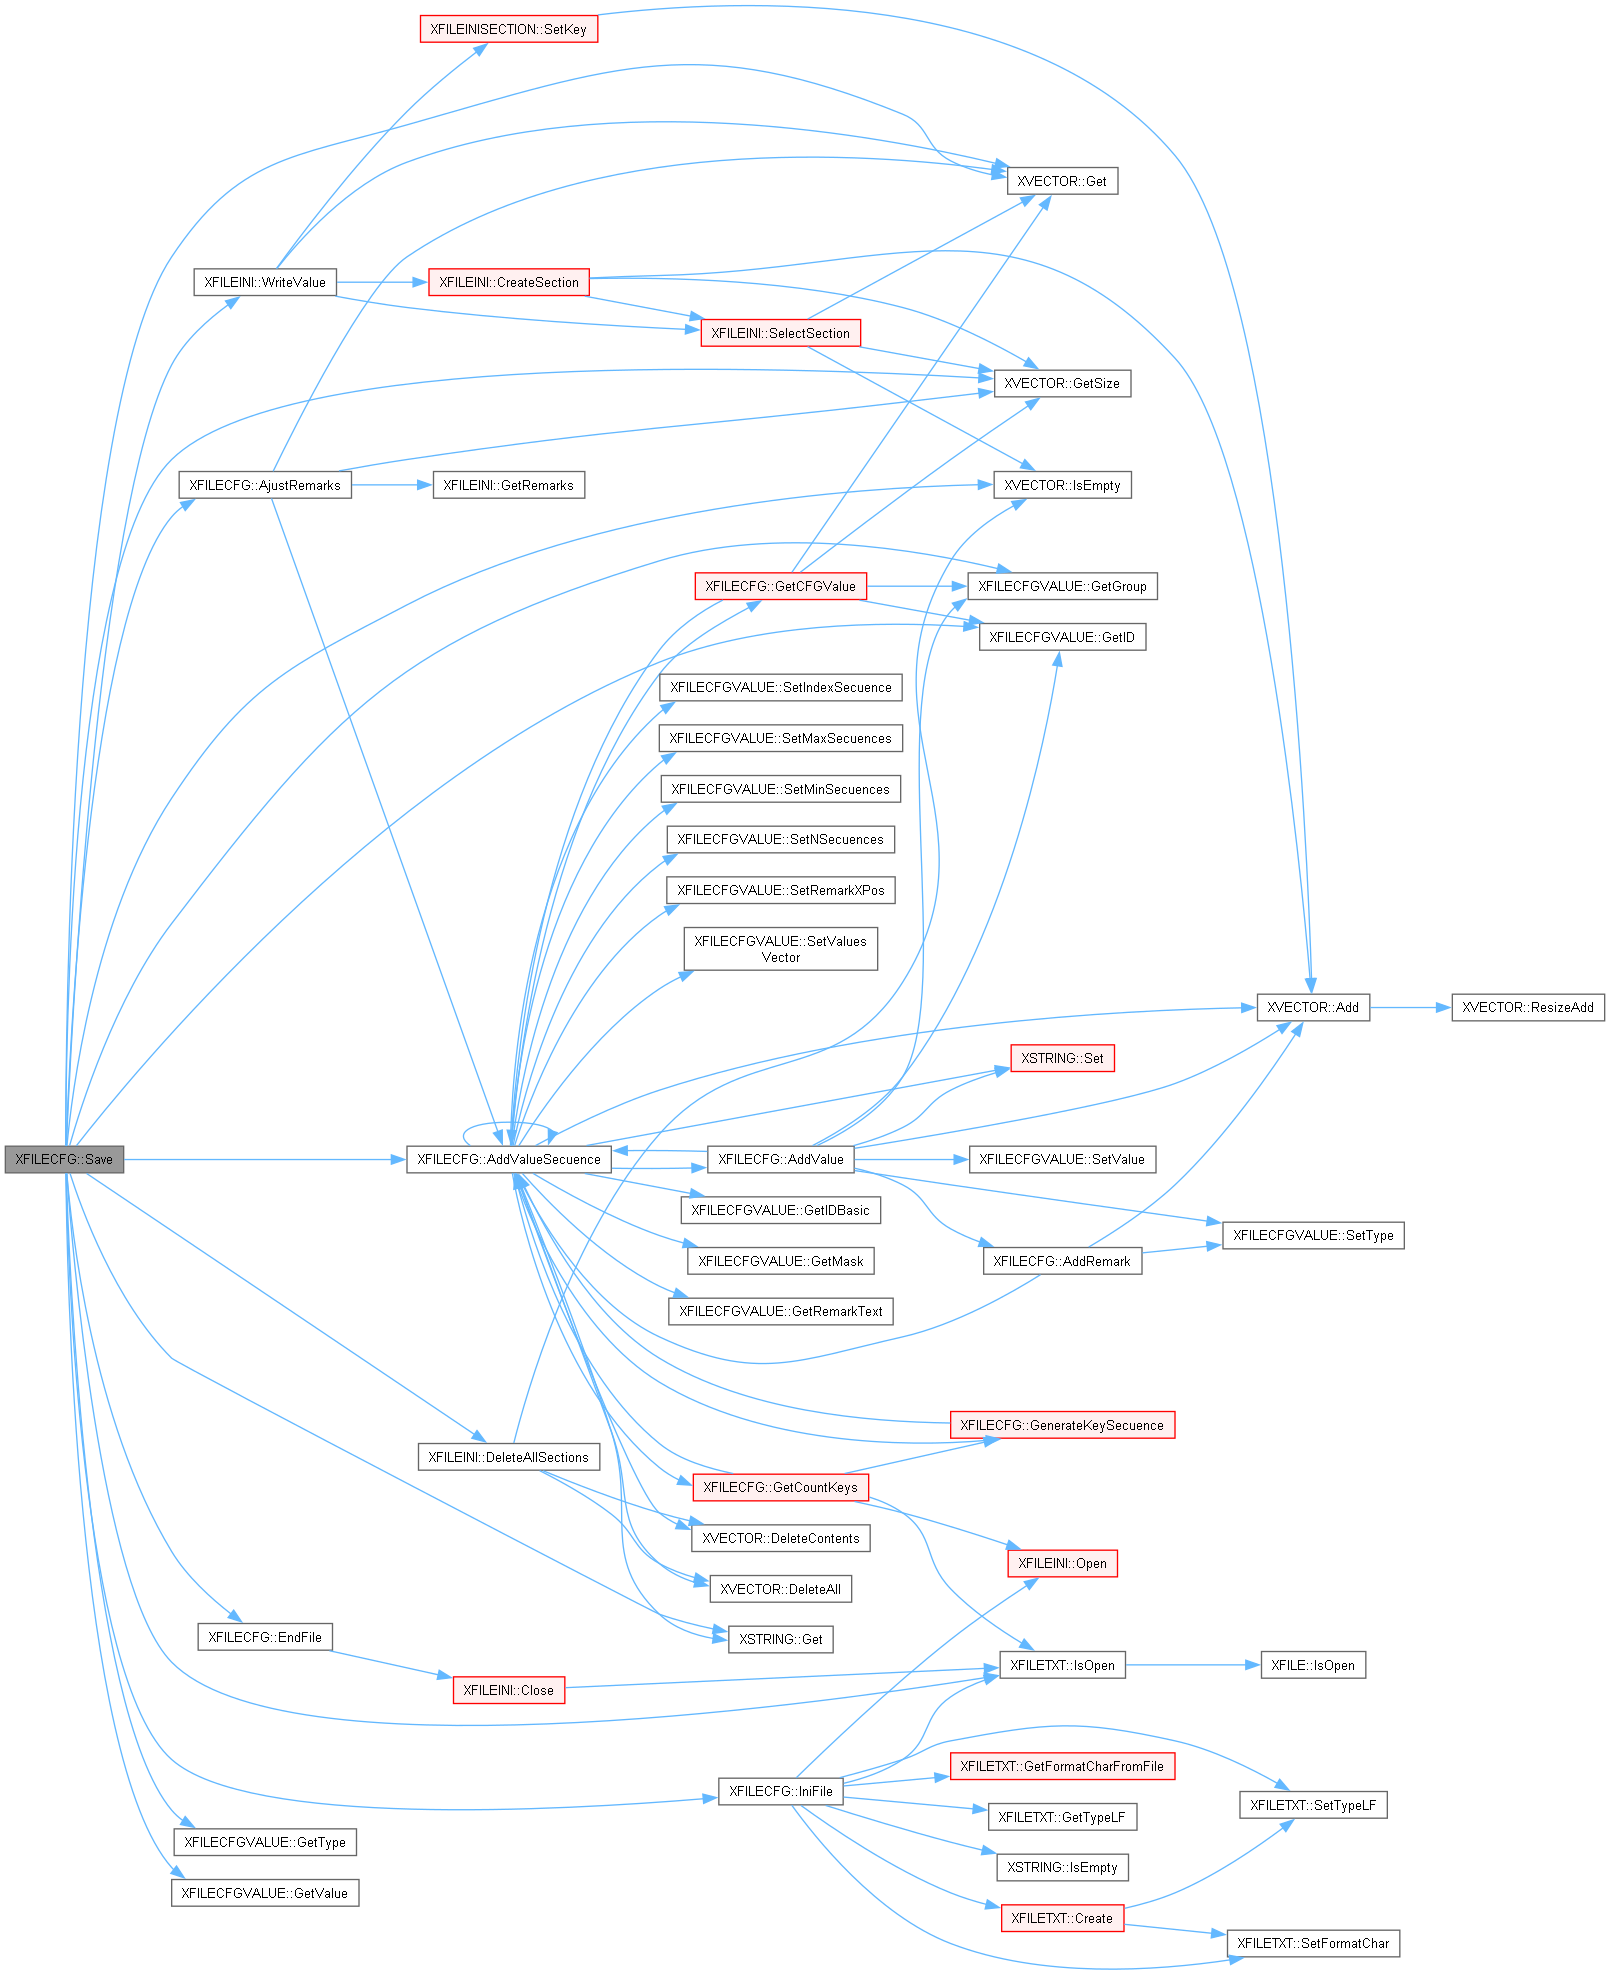 XFILEINISECTION::SetKey
XVECTOR::Get
XFILEINI::WriteValue
XFILEINI::CreateSection
XFILEINI::SelectSection
XVECTOR::GetSize
XFILECFG::AjustRemarks
XFILEINI::GetRemarks
XVECTOR::IsEmpty
XFILECFG::GetCFGValue
XFILECFGVALUE::GetGroup
XFILECFGVALUE::GetID
XFILECFGVALUE::SetIndexSecuence
XFILECFGVALUE::SetMaxSecuences
XFILECFGVALUE::SetMinSecuences
XFILECFGVALUE::SetNSecuences
XFILECFGVALUE::SetRemarkXPos
XFILECFGVALUE::SetValues
Vector
XVECTOR::Add
XVECTOR::ResizeAdd
XSTRING::Set
XFILECFG::Save
XFILECFG::AddValueSecuence
XFILECFG::AddValue
XFILECFGVALUE::SetValue
XFILECFGVALUE::GetIDBasic
XFILECFGVALUE::SetType
XFILECFGVALUE::GetMask
XFILECFG::AddRemark
XFILECFGVALUE::GetRemarkText
XFILECFG::GenerateKeySecuence
XFILEINI::DeleteAllSections
XFILECFG::GetCountKeys
XVECTOR::DeleteContents
XFILEINI::Open
XVECTOR::DeleteAll
XFILECFG::EndFile
XSTRING::Get
XFILETXT::IsOpen
XFILE::IsOpen
XFILEINI::Close
XFILETXT::GetFormatCharFromFile
XFILECFG::IniFile
XFILETXT::SetTypeLF
XFILETXT::GetTypeLF
XFILECFGVALUE::GetType
XSTRING::IsEmpty
XFILECFGVALUE::GetValue
XFILETXT::Create
XFILETXT::SetFormatChar